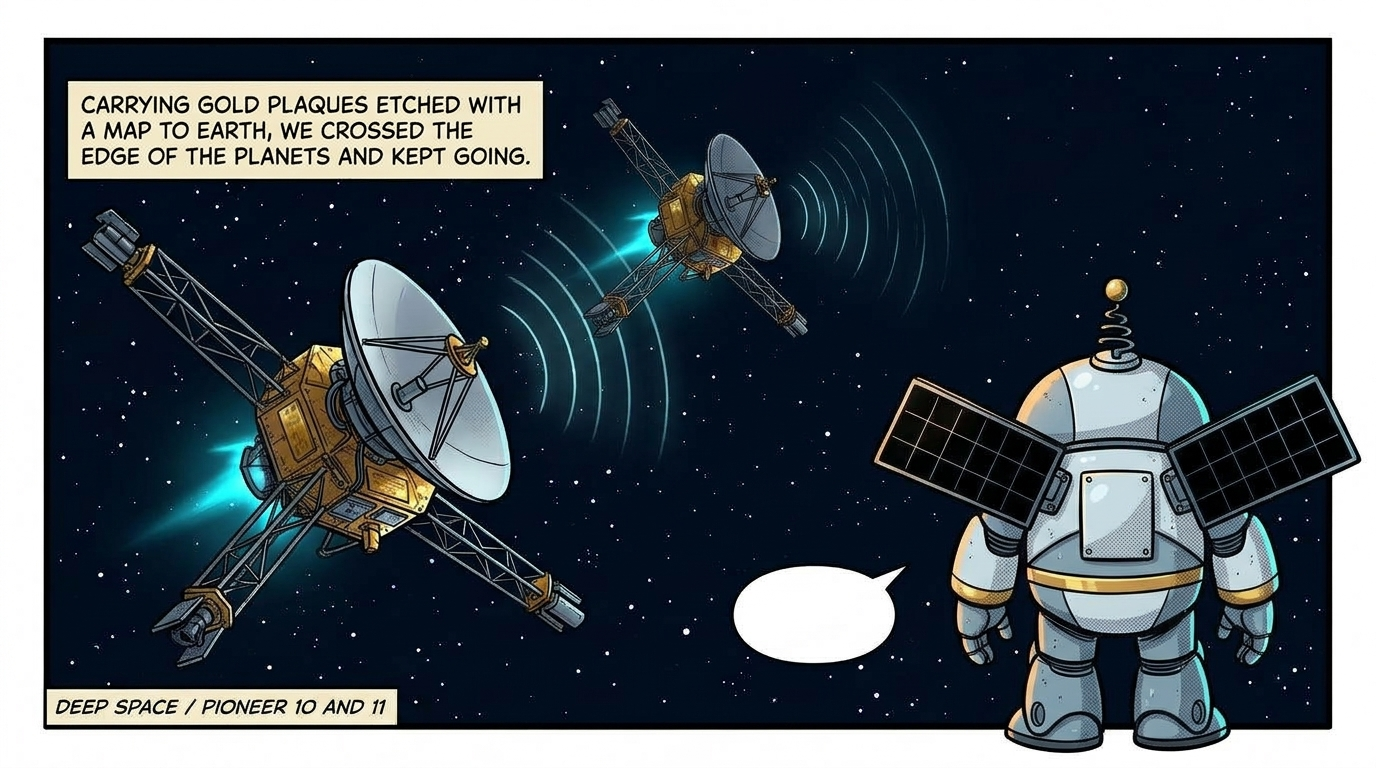 CARRYING GOLD PLAQUES ETCHED WITH
A MAP TO EARTH, WE CROSSED THE
EDGE OF THE PLANETS AND KEPT GOING.
DEEP SPACE / PIONEER 10 AND 11